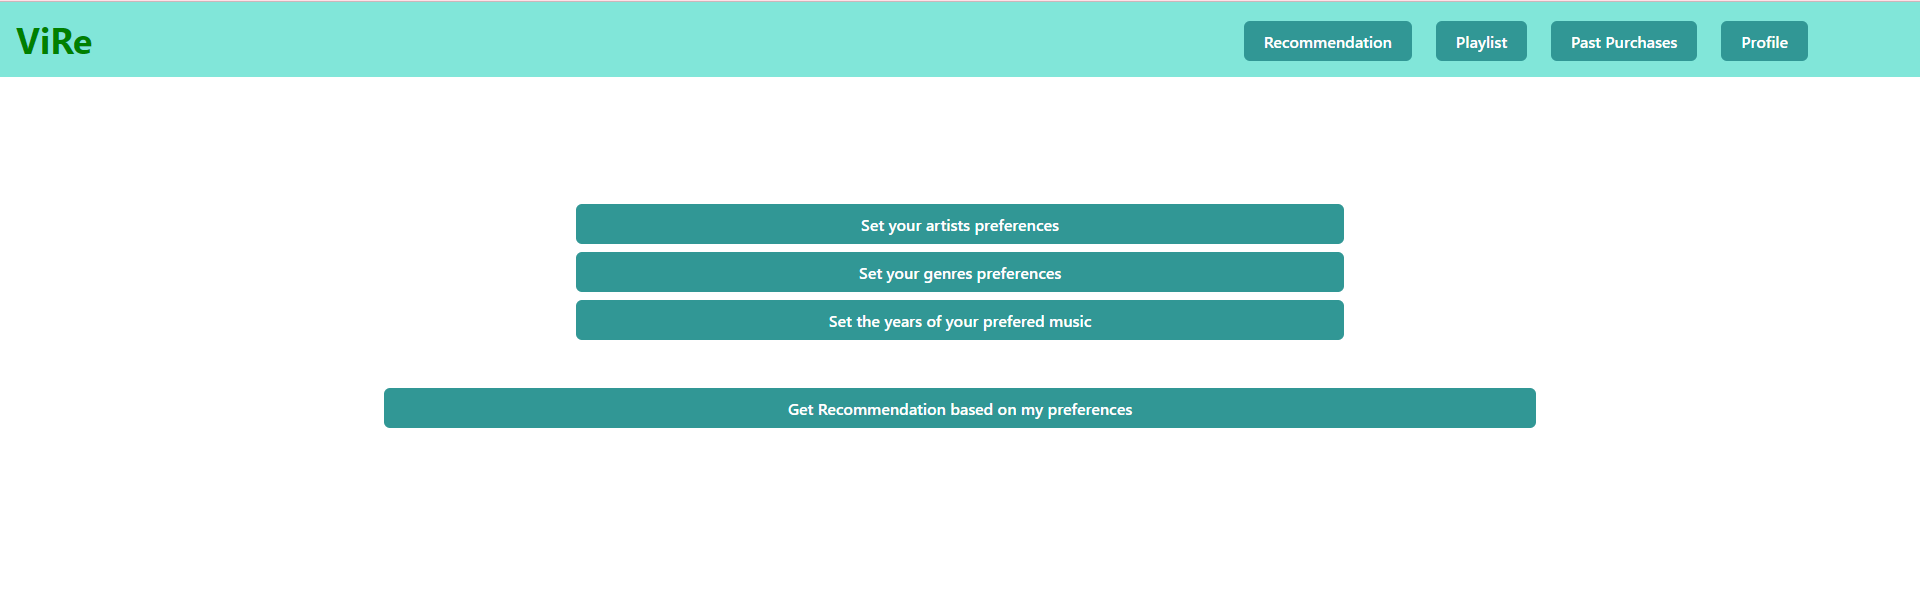 ViRe
Recommendation
Playlist
Past Purchases
Profile
Set your artists preferences
Set your genres preferences
Set the years of your prefered music
Get Recommendation based on my preferences